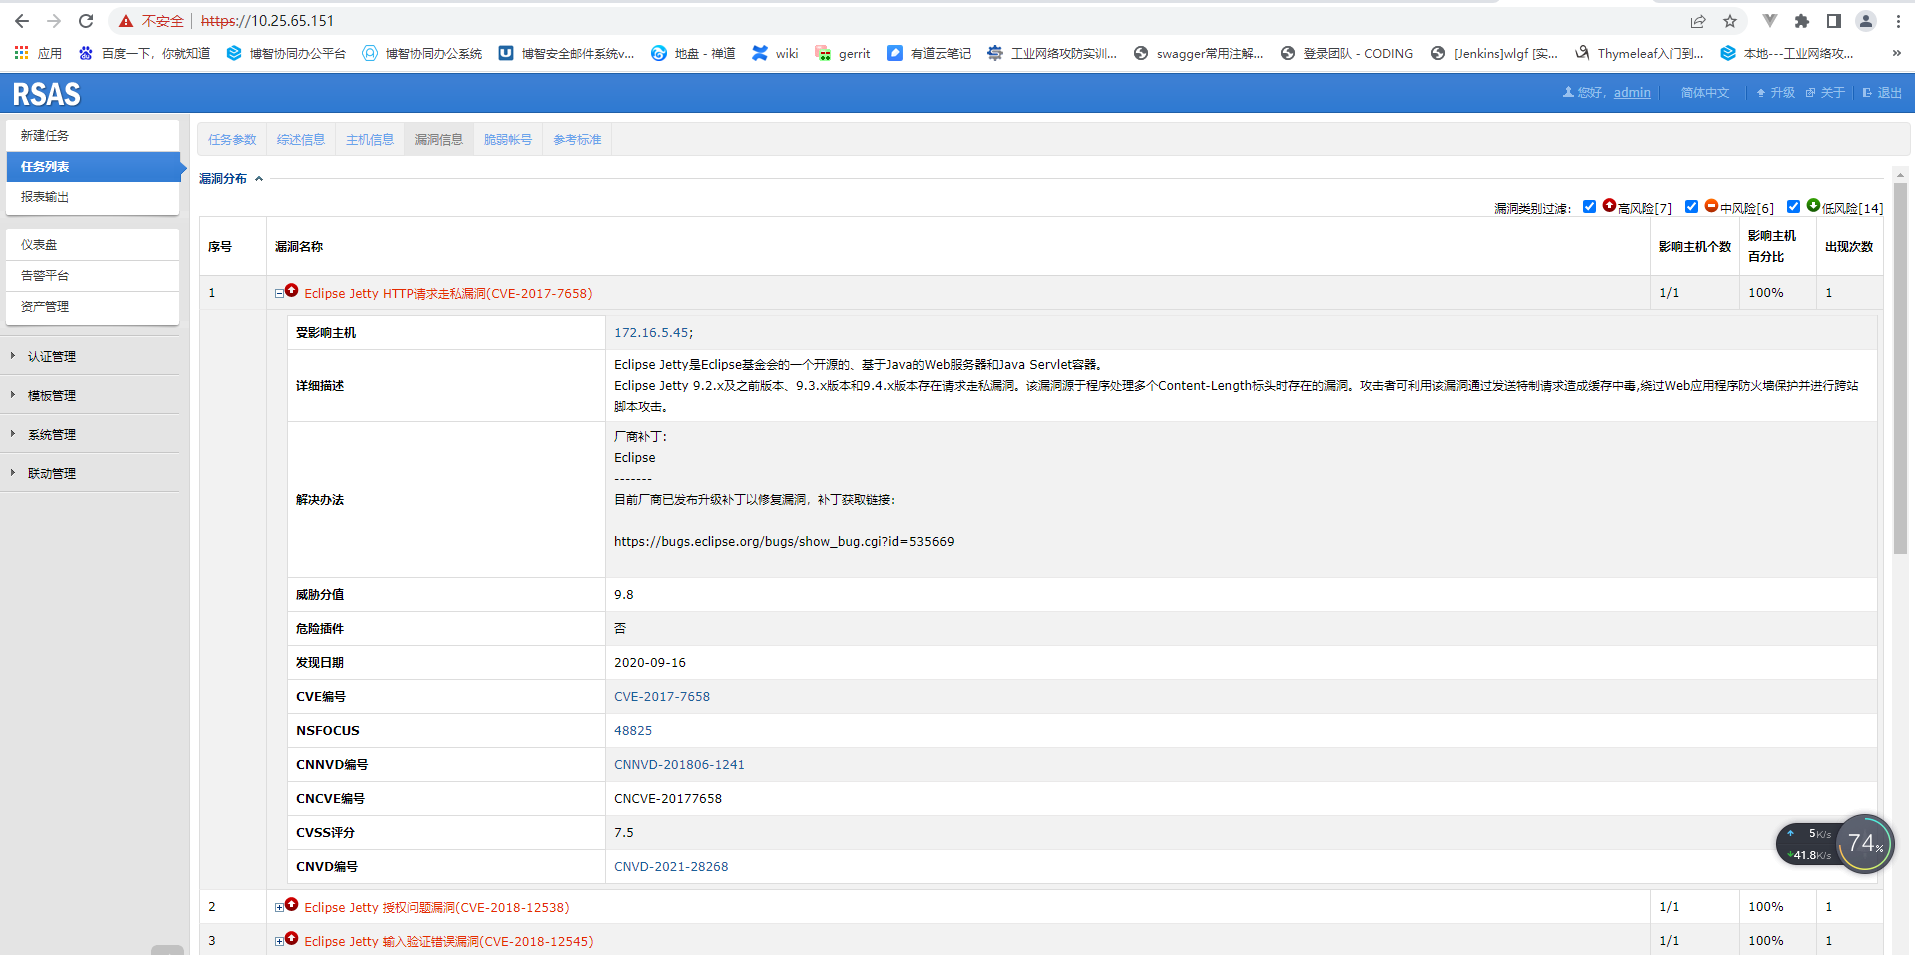 不安全 https://10.25.65.151
应用 百度一下，你就知道 博智协同办公平台 博智协同办公系统 博智安全邮件系统v... 地盘 - 禅道 wiki gerrit 有道云笔记 工业网络攻防实训... swagger常用注解... 登录团队 - CODING [Jenkins]wlgf [实... Thymeleaf入门到... 本地---工业网络攻... »
RSAS
您好，admin 简体中文 升级 关于 退出
新建任务
任务列表
报表输出
仪表盘
告警平台
资产管理
认证管理
模板管理
系统管理
联动管理
任务参数 综述信息 主机信息 漏洞信息 脆弱帐号 参考标准
漏洞分布
漏洞类别过滤: 高风险[7] 中风险[6] 低风险[14]
序号 漏洞名称 影响主机个数 影响主机百分比 出现次数
1 Eclipse Jetty HTTP请求走私漏洞(CVE-2017-7658) 1/1 100% 1
受影响主机 172.16.5.45;
详细描述
Eclipse Jetty是Eclipse基金会的一个开源的、基于Java的Web服务器和Java Servlet容器。
Eclipse Jetty 9.2.x及之前版本、9.3.x版本和9.4.x版本存在请求走私漏洞。该漏洞源于程序处理多个Content-Length标头时存在的漏洞。攻击者可利用该漏洞通过发送特制请求造成缓存中毒,绕过Web应用程序防火墙保护并进行跨站
脚本攻击。
解决办法
厂商补丁：
Eclipse
-------
目前厂商已发布升级补丁以修复漏洞，补丁获取链接：
https://bugs.eclipse.org/bugs/show_bug.cgi?id=535669
威胁分值 9.8
危险插件 否
发现日期 2020-09-16
CVE编号 CVE-2017-7658
NSFOCUS 48825
CNNVD编号 CNNVD-201806-1241
CNCVE编号 CNCVE-20177658
CVSS评分 7.5
CNVD编号 CNVD-2021-28268
5K/s
41.8K/s
74%
2 Eclipse Jetty 授权问题漏洞(CVE-2018-12538) 1/1 100% 1
3 Eclipse Jetty 输入验证错误漏洞(CVE-2018-12545) 1/1 100% 1